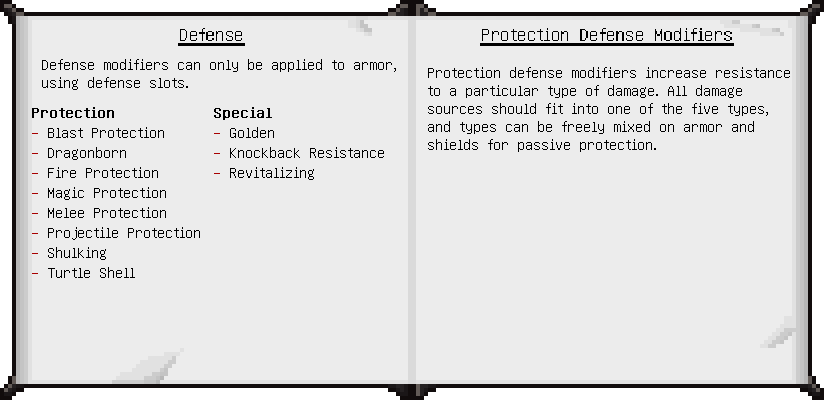 Defense
Defense modifiers can only be applied to armor,
using defense slots.
Protection
- Blast Protection
- Dragonborn
- Fire Protection
- Magic Protection
- Melee Protection
- Projectile Protection
- Shulking
- Turtle Shell
Special
- Golden
- Knockback Resistance
- Revitalizing
Protection Defense Modifiers
Protection defense modifiers increase resistance
to a particular type of damage. All damage
sources should fit into one of the five types,
and types can be freely mixed on armor and
shields for passive protection.